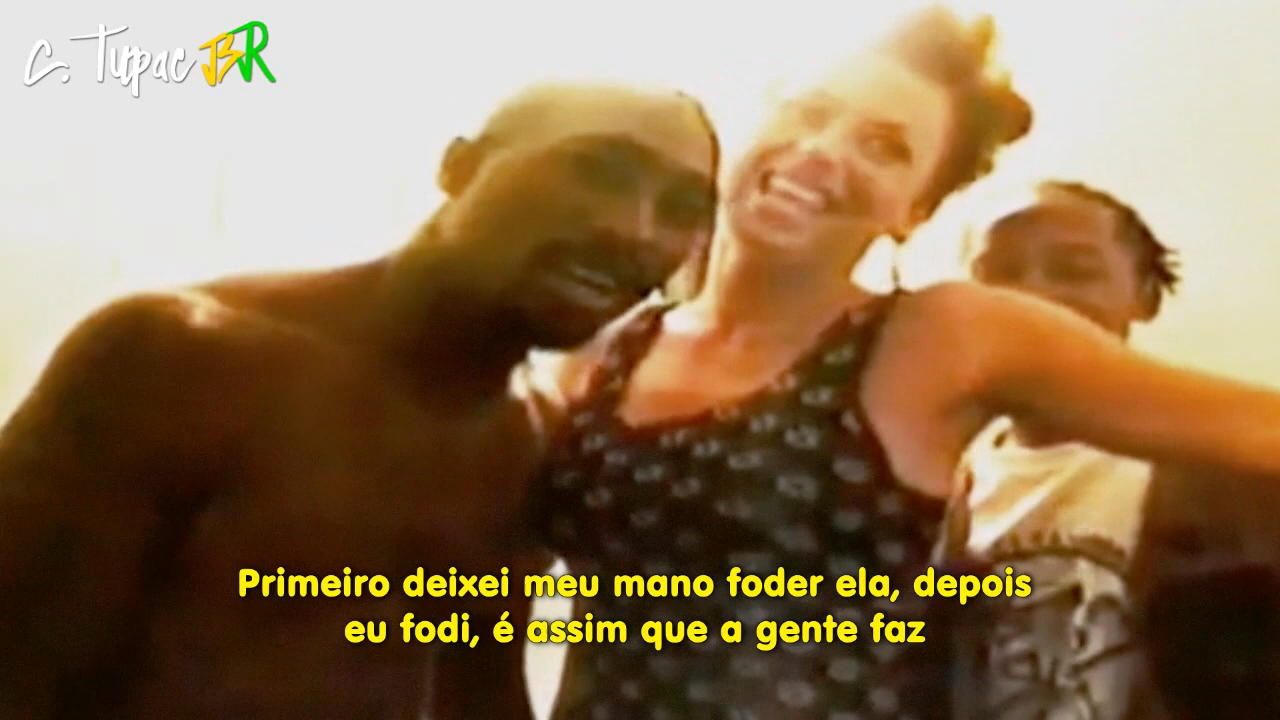 C. Tupac BR
Primeiro deixei meu mano foder ela, depois
eu fodi, é assim que a gente faz